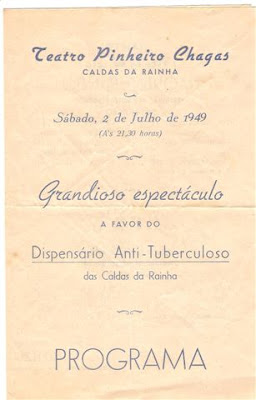 Teatro Pinheiro Chagas
CALDAS DA RAINHA
Sábado, 2 de Julho de 1949
(A's 21,30 horas)
Grandioso espectáculo
A FAVOR DO
Dispensário Anti-Tuberculoso
das Caldas da Rainha
PROGRAMA